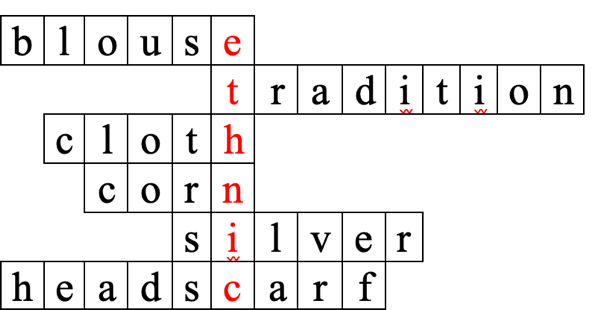 blouse
tradition
cloth
corn
silver
headscarf